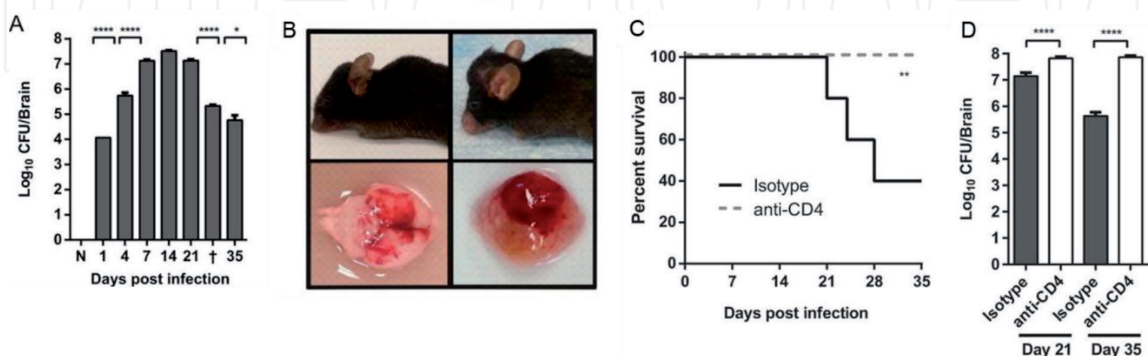 A
**** **** **** *
8
7
6
5
4
3
2
1
0
Log₁₀ CFU/Brain
N 1 4 7 14 21 † 35
Days post infection
B
C
100
80
60
40
20
0
Percent survival
**
Isotype
anti-CD4
0 7 14 21 28 35
Days post infection
D
**** ****
8
7
6
5
4
3
2
1
0
Log₁₀ CFU/Brain
Isotype anti-CD4 Isotype anti-CD4
Day 21 Day 35